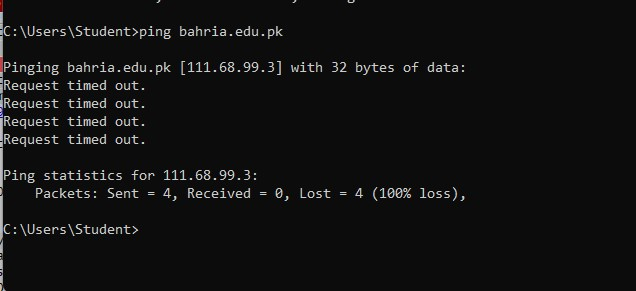 C:\Users\Student>ping bahria.edu.pk
Pinging bahria.edu.pk [111.68.99.3] with 32 bytes of data:
Request timed out.
Request timed out.
Request timed out.
Request timed out.
Ping statistics for 111.68.99.3:
    Packets: Sent = 4, Received = 0, Lost = 4 (100% loss),
C:\Users\Student>